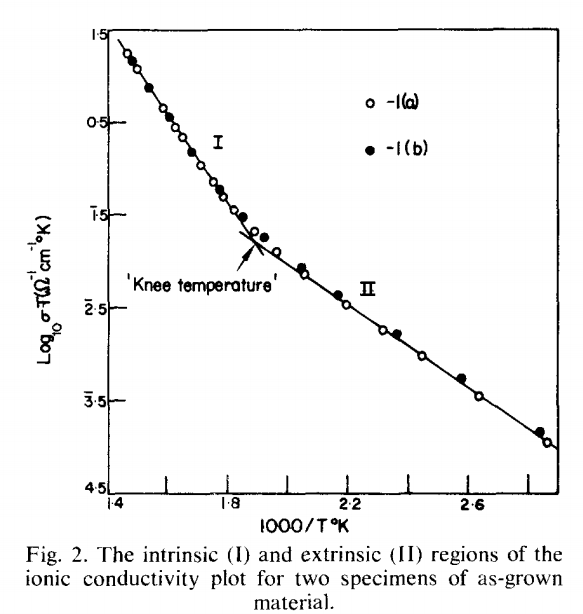 1·5
O -1(a)
0·5
● -1(b)
I
1̅·5
'Knee temperature'
II
2̅·5
3̅·5
4̅·5
Log₁₀ σT(Ω⁻¹cm⁻¹°K)
1·4 1·8 2·2 2·6
1000/T°K
Fig. 2. The intrinsic (I) and extrinsic (II) regions of the
ionic conductivity plot for two specimens of as-grown
material.